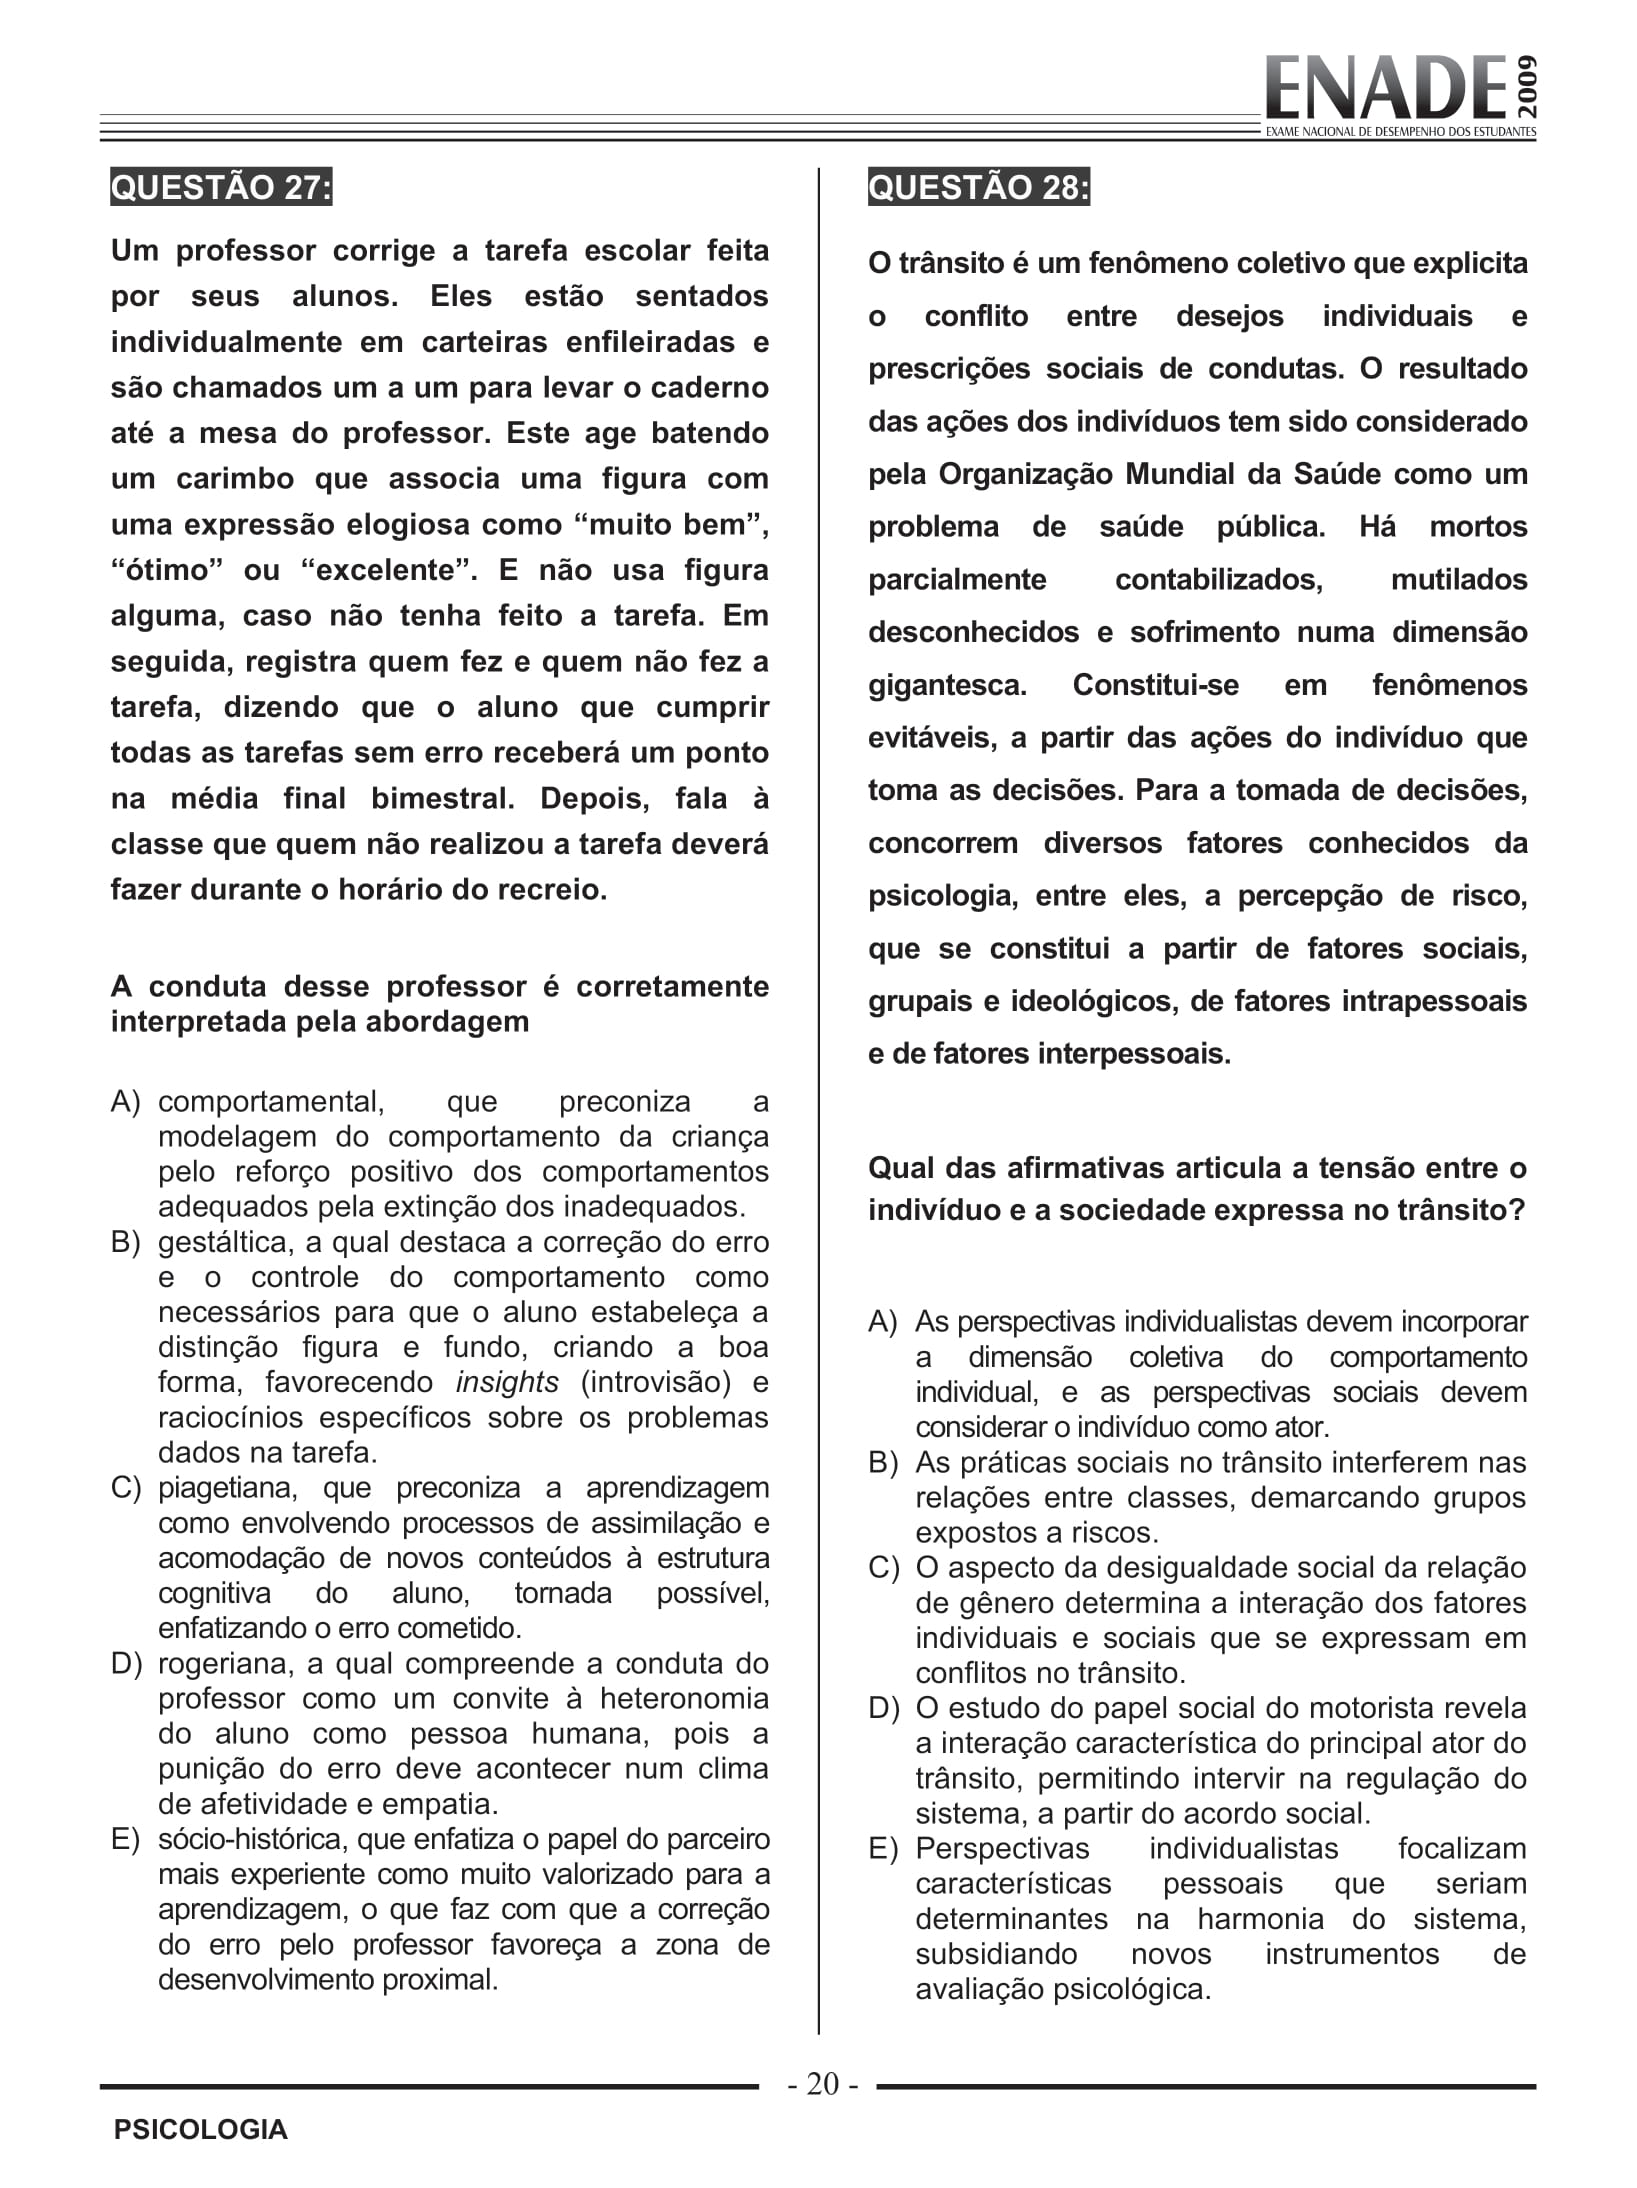 ENADE 2009
EXAME NACIONAL DE DESEMPENHO DOS ESTUDANTES
QUESTÃO 27:
Um professor corrige a tarefa escolar feita
por seus alunos. Eles estão sentados
individualmente em carteiras enfileiradas e
são chamados um a um para levar o caderno
até a mesa do professor. Este age batendo
um carimbo que associa uma figura com
uma expressão elogiosa como “muito bem”,
“ótimo” ou “excelente”. E não usa figura
alguma, caso não tenha feito a tarefa. Em
seguida, registra quem fez e quem não fez a
tarefa, dizendo que o aluno que cumprir
todas as tarefas sem erro receberá um ponto
na média final bimestral. Depois, fala à
classe que quem não realizou a tarefa deverá
fazer durante o horário do recreio.
A conduta desse professor é corretamente
interpretada pela abordagem
A) comportamental, que preconiza a
modelagem do comportamento da criança
pelo reforço positivo dos comportamentos
adequados pela extinção dos inadequados.
B) gestáltica, a qual destaca a correção do erro
e o controle do comportamento como
necessários para que o aluno estabeleça a
distinção figura e fundo, criando a boa
forma, favorecendo insights (introvisão) e
raciocínios específicos sobre os problemas
dados na tarefa.
C) piagetiana, que preconiza a aprendizagem
como envolvendo processos de assimilação e
acomodação de novos conteúdos à estrutura
cognitiva do aluno, tornada possível,
enfatizando o erro cometido.
D) rogeriana, a qual compreende a conduta do
professor como um convite à heteronomia
do aluno como pessoa humana, pois a
punição do erro deve acontecer num clima
de afetividade e empatia.
E) sócio-histórica, que enfatiza o papel do parceiro
mais experiente como muito valorizado para a
aprendizagem, o que faz com que a correção
do erro pelo professor favoreça a zona de
desenvolvimento proximal.
QUESTÃO 28:
O trânsito é um fenômeno coletivo que explicita
o conflito entre desejos individuais e
prescrições sociais de condutas. O resultado
das ações dos indivíduos tem sido considerado
pela Organização Mundial da Saúde como um
problema de saúde pública. Há mortos
parcialmente contabilizados, mutilados
desconhecidos e sofrimento numa dimensão
gigantesca. Constitui-se em fenômenos
evitáveis, a partir das ações do indivíduo que
toma as decisões. Para a tomada de decisões,
concorrem diversos fatores conhecidos da
psicologia, entre eles, a percepção de risco,
que se constitui a partir de fatores sociais,
grupais e ideológicos, de fatores intrapessoais
e de fatores interpessoais.
Qual das afirmativas articula a tensão entre o
indivíduo e a sociedade expressa no trânsito?
A) As perspectivas individualistas devem incorporar
a dimensão coletiva do comportamento
individual, e as perspectivas sociais devem
considerar o indivíduo como ator.
B) As práticas sociais no trânsito interferem nas
relações entre classes, demarcando grupos
expostos a riscos.
C) O aspecto da desigualdade social da relação
de gênero determina a interação dos fatores
individuais e sociais que se expressam em
conflitos no trânsito.
D) O estudo do papel social do motorista revela
a interação característica do principal ator do
trânsito, permitindo intervir na regulação do
sistema, a partir do acordo social.
E) Perspectivas individualistas focalizam
características pessoais que seriam
determinantes na harmonia do sistema,
subsidiando novos instrumentos de
avaliação psicológica.
- 20 -
PSICOLOGIA